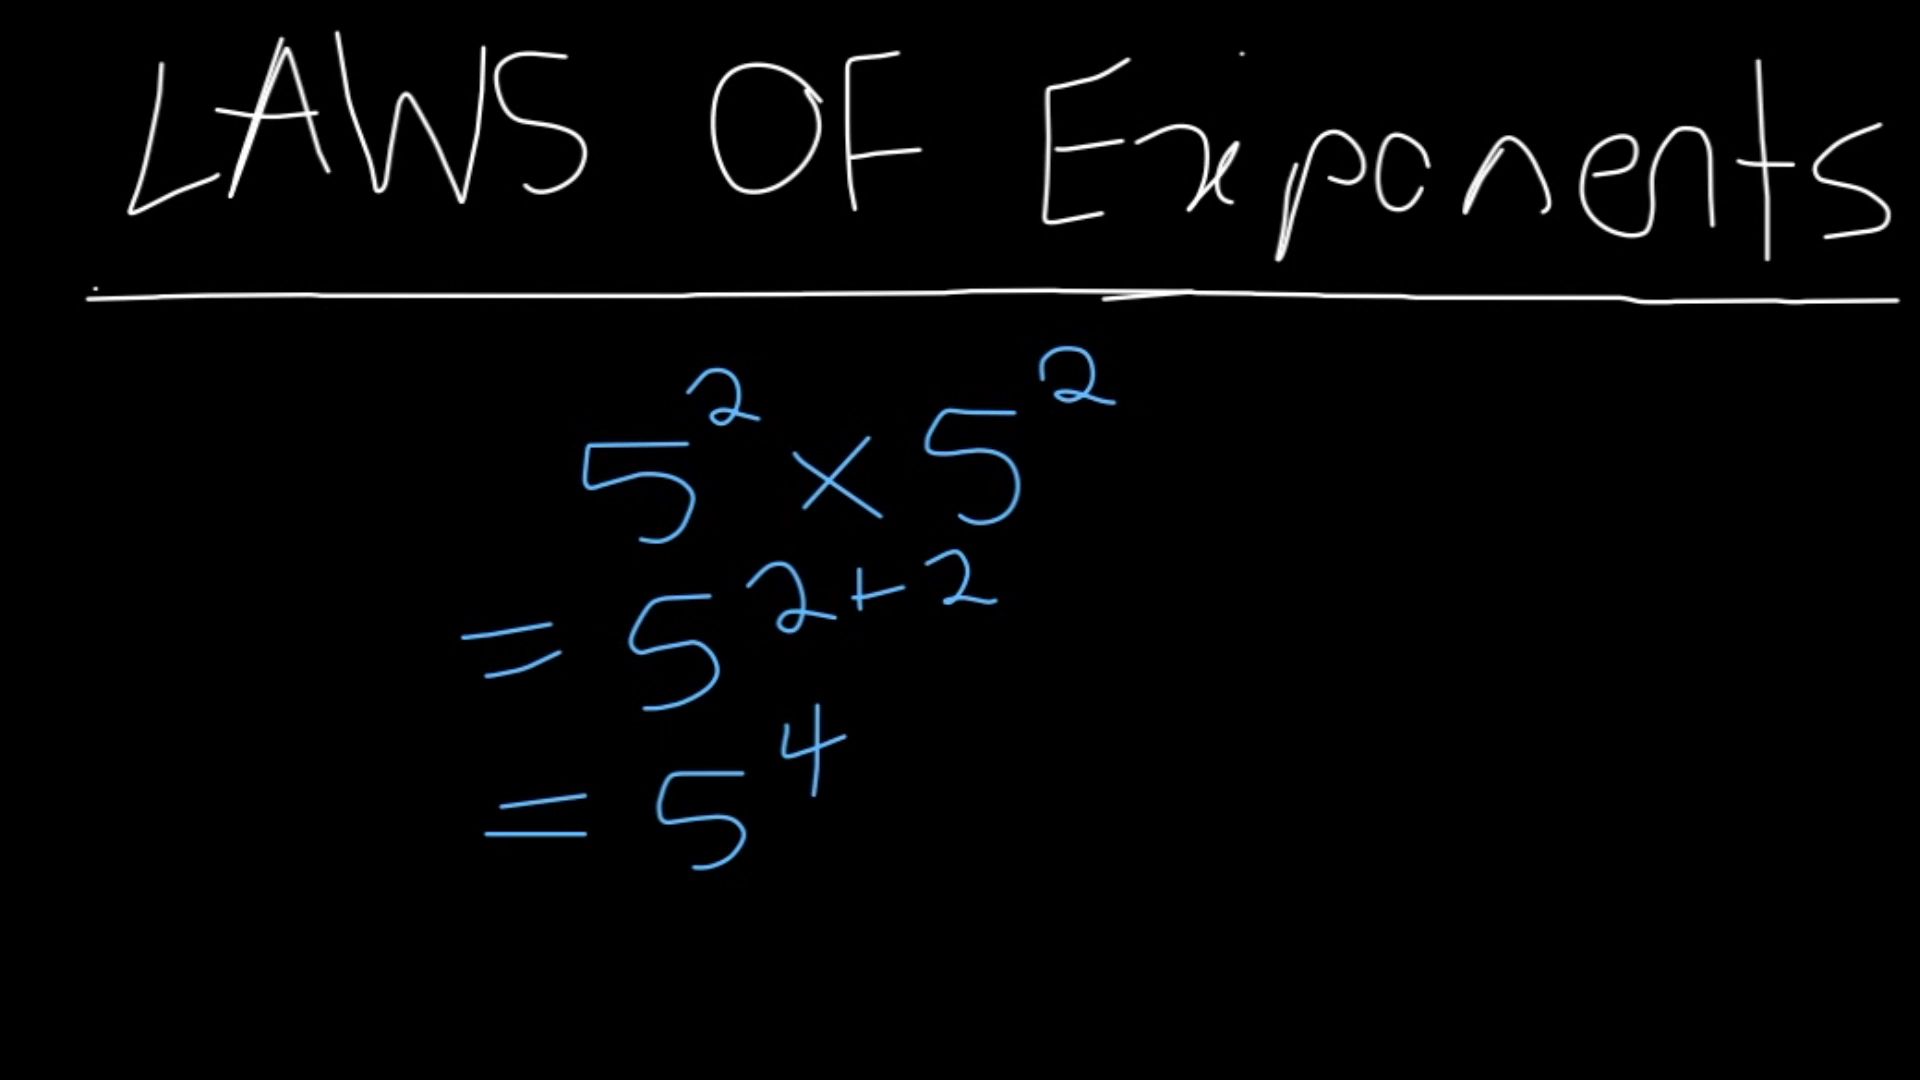 LAWS OF Exponents
5² × 5²
= 5²⁺²
= 5⁴